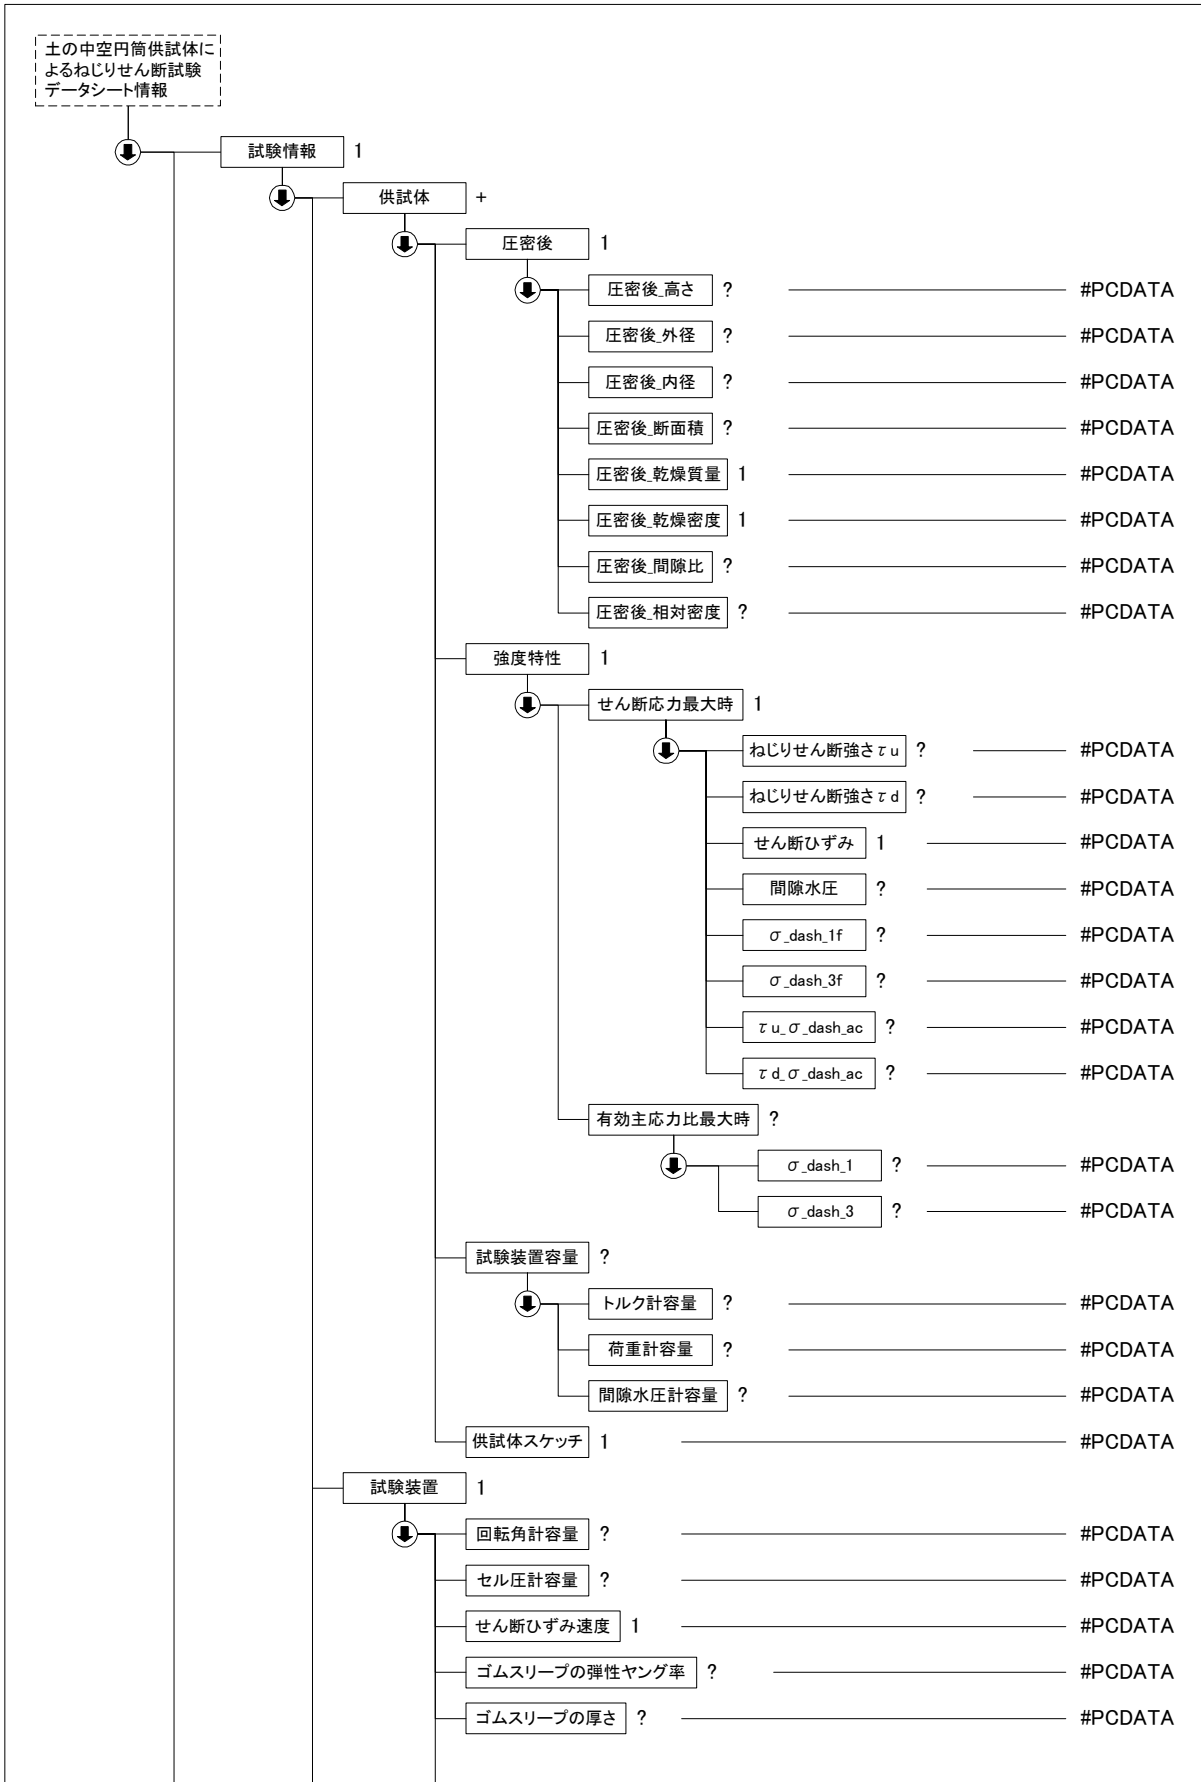 土の中空円筒供試体に
よるねじりせん断試験
データシート情報
試験情報 1
供試体 +
圧密後 1
圧密後_高さ ? #PCDATA
圧密後_外径 ? #PCDATA
圧密後_内径 ? #PCDATA
圧密後_断面積 ? #PCDATA
圧密後_乾燥質量 1 #PCDATA
圧密後_乾燥密度 1 #PCDATA
圧密後_間隙比 ? #PCDATA
圧密後_相対密度 ? #PCDATA
強度特性 1
せん断応力最大時 1
ねじりせん断強さτu ? #PCDATA
ねじりせん断強さτd ? #PCDATA
せん断ひずみ 1 #PCDATA
間隙水圧 ? #PCDATA
σ_dash_1f ? #PCDATA
σ_dash_3f ? #PCDATA
τu_σ_dash_ac ? #PCDATA
τd_σ_dash_ac ? #PCDATA
有効主応力比最大時 ?
σ_dash_1 ? #PCDATA
σ_dash_3 ? #PCDATA
試験装置容量 ?
トルク計容量 ? #PCDATA
荷重計容量 ? #PCDATA
間隙水圧計容量 ? #PCDATA
供試体スケッチ 1 #PCDATA
試験装置 1
回転角計容量 ? #PCDATA
セル圧計容量 ? #PCDATA
せん断ひずみ速度 1 #PCDATA
ゴムスリーブの弾性ヤング率 ? #PCDATA
ゴムスリーブの厚さ ? #PCDATA